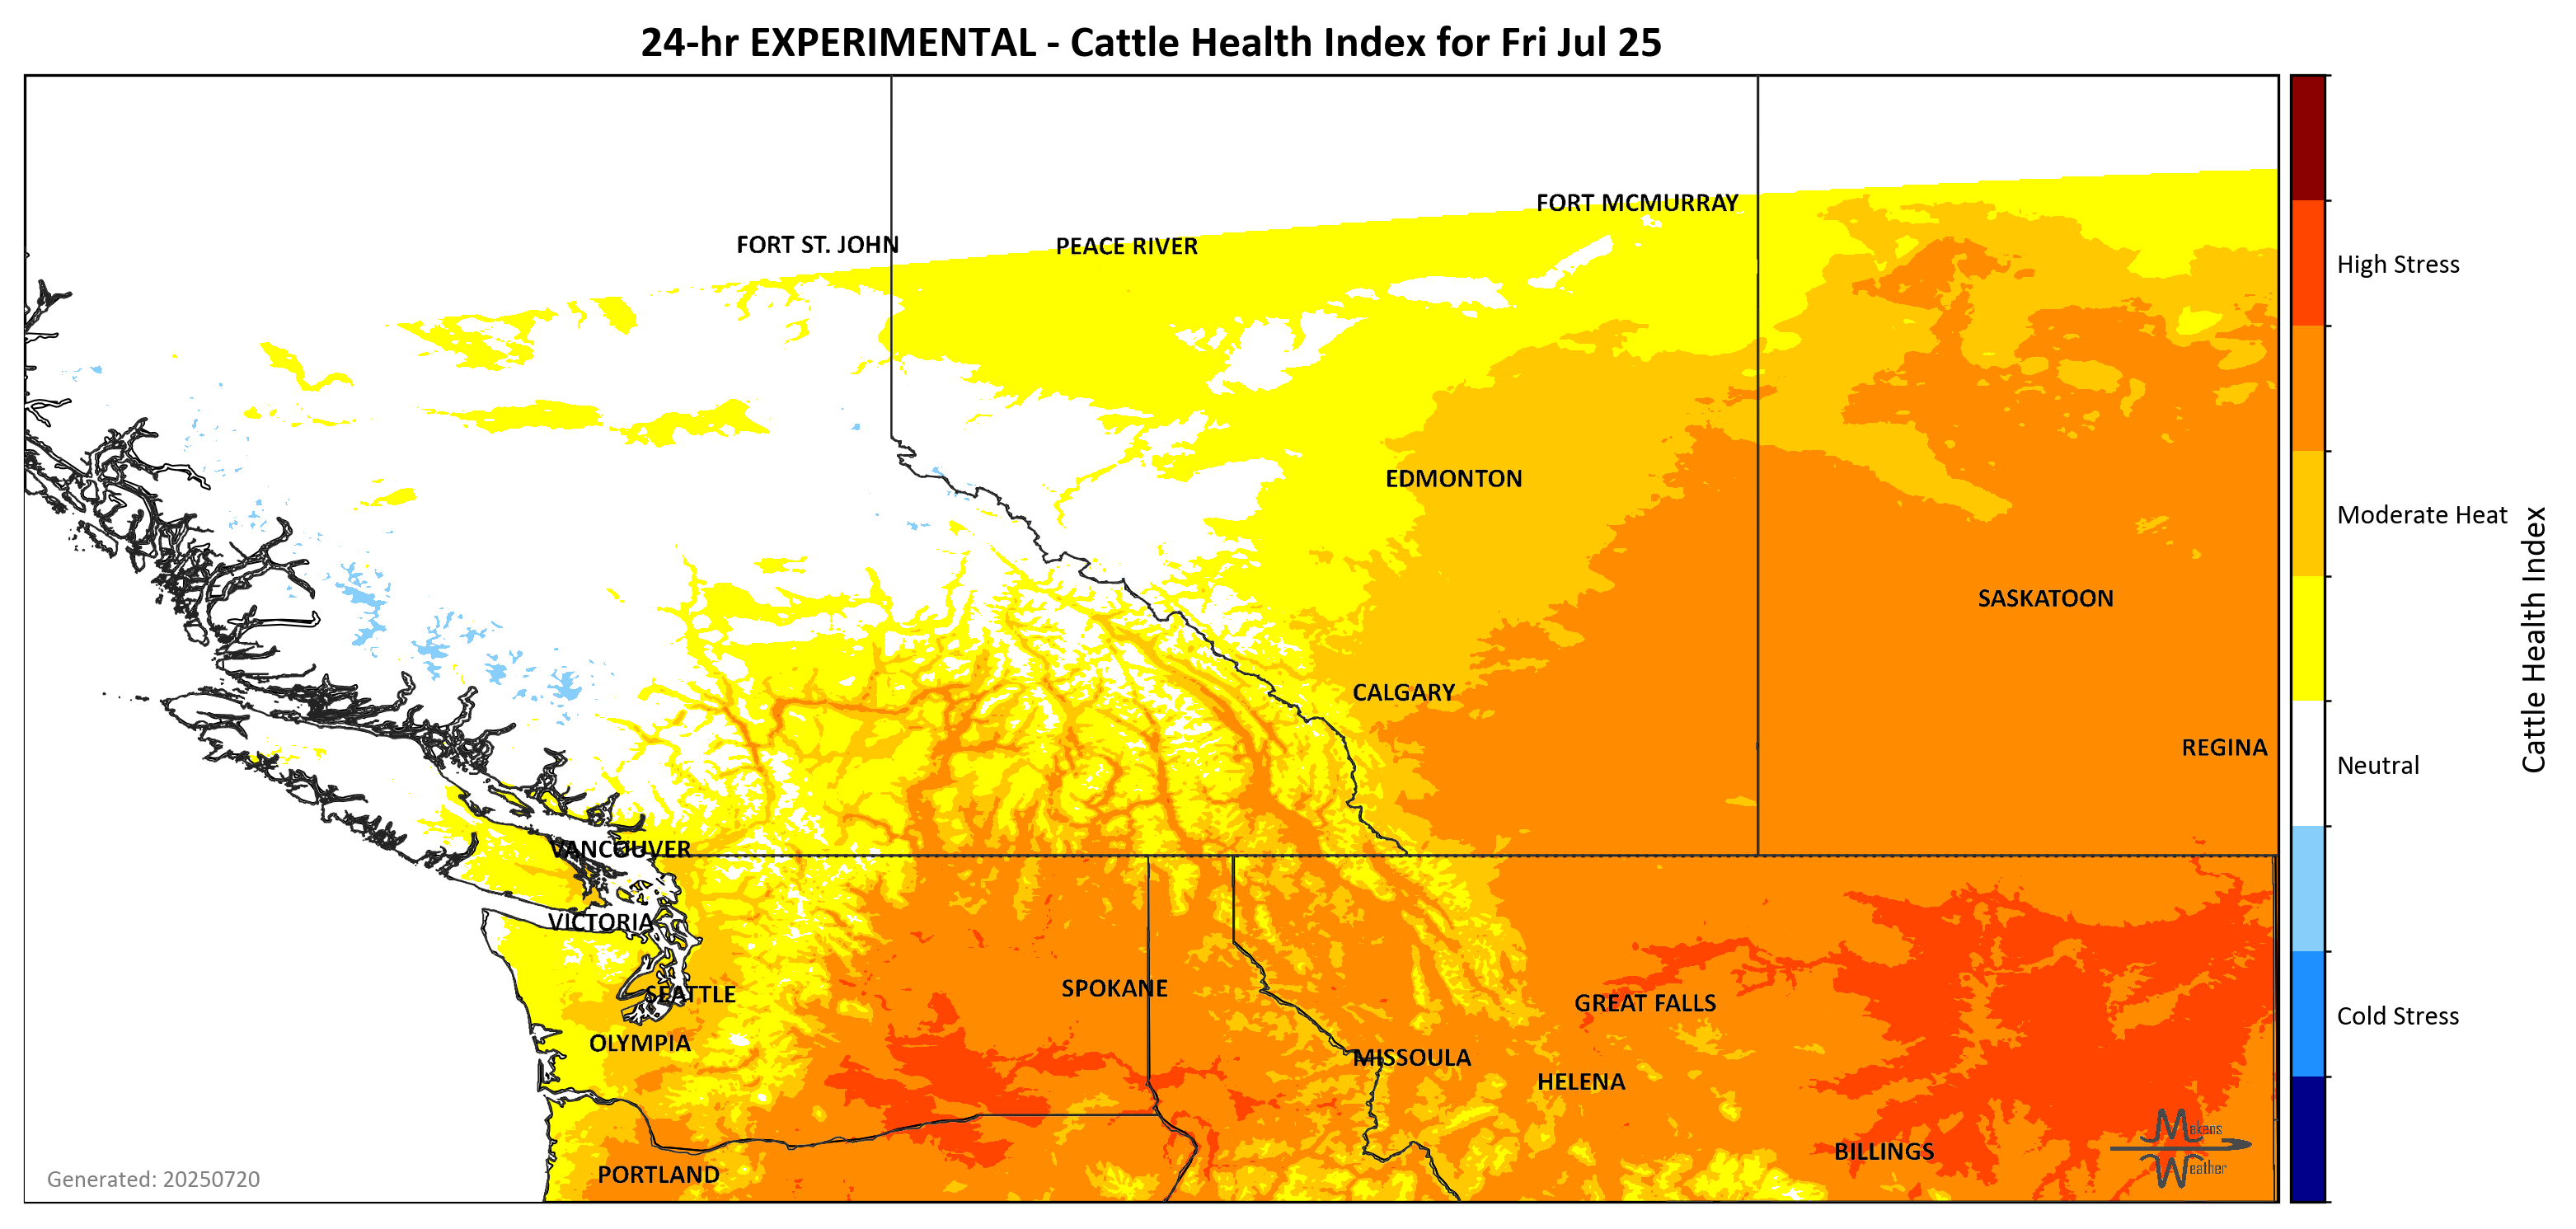 24-hr EXPERIMENTAL - Cattle Health Index for Fri Jul 25
FORT MCMURRAY
FORT ST. JOHN
PEACE RIVER
High Stress
EDMONTON
Moderate Heat
SASKATOON
CALGARY
Cattle Health Index
REGINA
Neutral
VANCOUVER
VICTORIA
SPOKANE
SEATTLE
GREAT FALLS
Cold Stress
OLYMPIA
MISSOULA
HELENA
Makens
Weather
BILLINGS
PORTLAND
Generated: 20250720